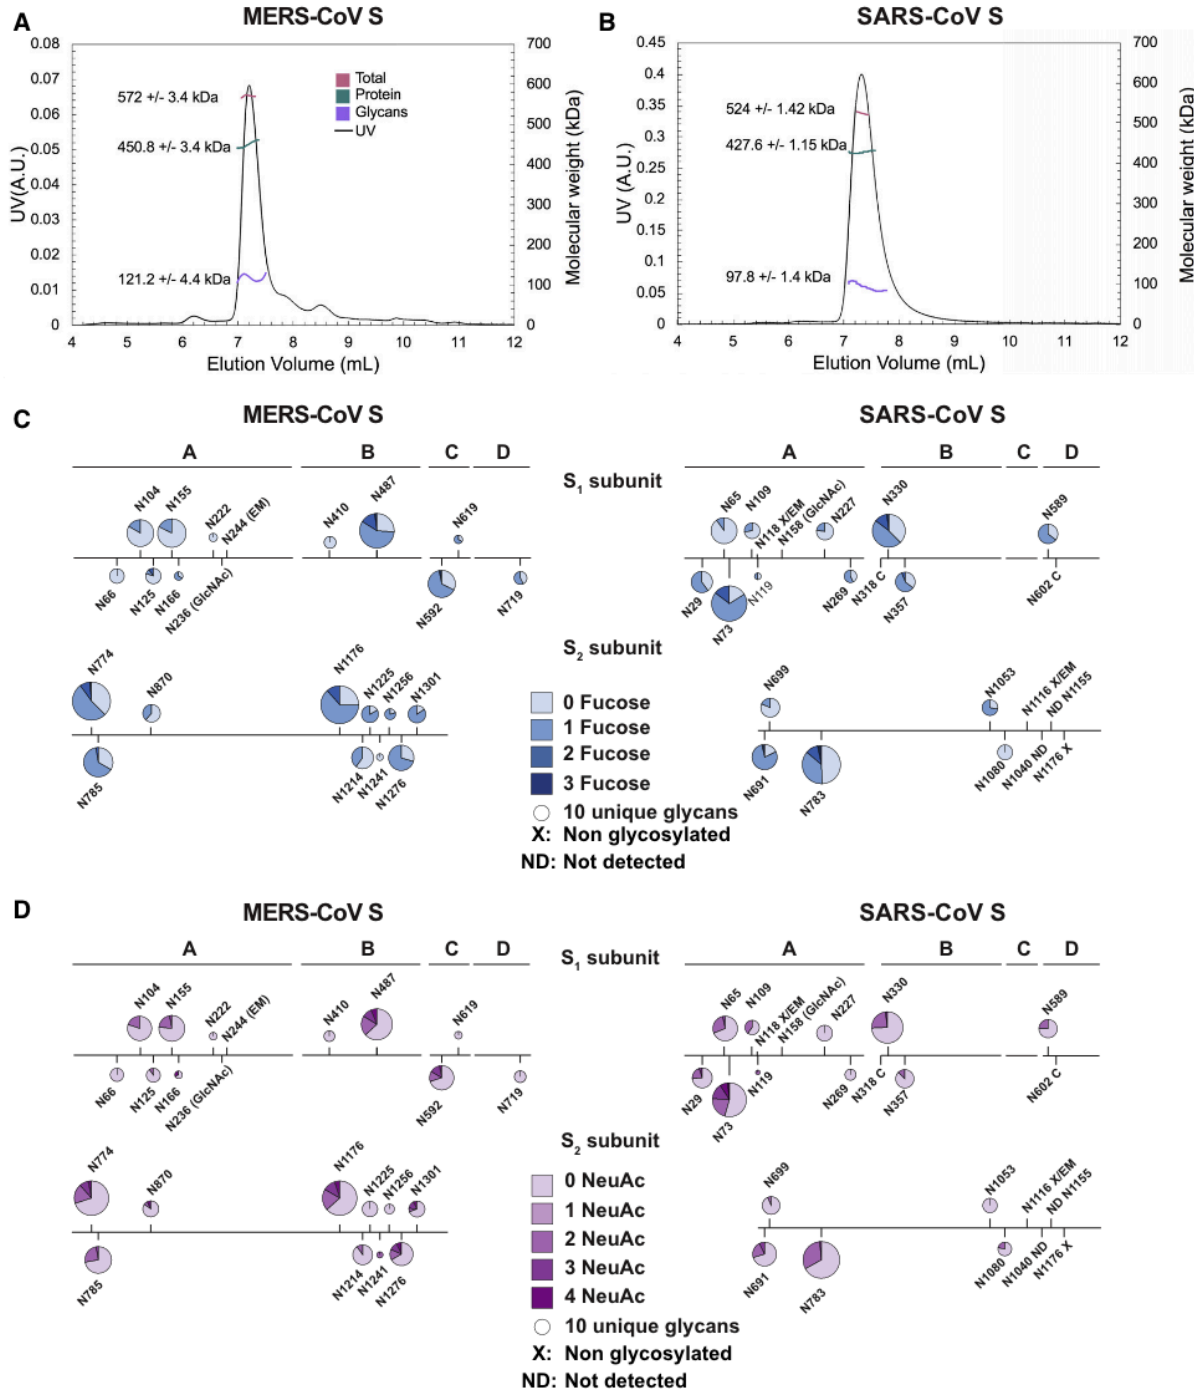 A
MERS-CoV S
0.08
0.07
0.06
0.05
0.04
0.03
0.02
0.01
0
UV(A.U.)
572 +/- 3.4 kDa
450.8 +/- 3.4 kDa
121.2 +/- 4.4 kDa
Total
Protein
Glycans
UV
700
600
500
400
300
200
100
0
Molecular weight (kDa)
4 5 6 7 8 9 10 11 12
Elution Volume (mL)
B
SARS-CoV S
0.45
0.4
0.35
0.3
0.25
0.2
0.15
0.1
0.05
0
UV (A.U.)
524 +/- 1.42 kDa
427.6 +/- 1.15 kDa
97.8 +/- 1.4 kDa
700
600
500
400
300
200
100
0
Molecular weight (kDa)
4 5 6 7 8 9 10 11 12
Elution Volume (mL)
C
MERS-CoV S
SARS-CoV S
A B C D
A B C D
S1 subunit
N104 N155 N222 N244 (EM) N410 N487 N619
N66 N125 N166 N236 (GlcNAc) N592 N719
N65 N109 N118 X/EM N158 (GlcNAc) N227 N330 N589
N29 N73 N119 N269 N318 C N357 N602 C
S2 subunit
N774 N870 N1176 N1225 N1256 N1301
N785 N1214 N1241 N1276
N699 N1053 N1116 X/EM ND N1155
N691 N783 N1080 N1040 ND N1176 X
0 Fucose
1 Fucose
2 Fucose
3 Fucose
10 unique glycans
X: Non glycosylated
ND: Not detected
D
MERS-CoV S
SARS-CoV S
A B C D
A B C D
S1 subunit
N104 N155 N222 N244 (EM) N410 N487 N619
N66 N125 N166 N236 (GlcNAc) N592 N719
N65 N109 N118 X/EM N158 (GlcNAc) N227 N330 N589
N29 N73 N119 N269 N318 C N357 N602 C
S2 subunit
N774 N870 N1176 N1225 N1256 N1301
N785 N1214 N1241 N1276
N699 N1053 N1116 X/EM ND N1155
N691 N783 N1080 N1040 ND N1176 X
0 NeuAc
1 NeuAc
2 NeuAc
3 NeuAc
4 NeuAc
10 unique glycans
X: Non glycosylated
ND: Not detected